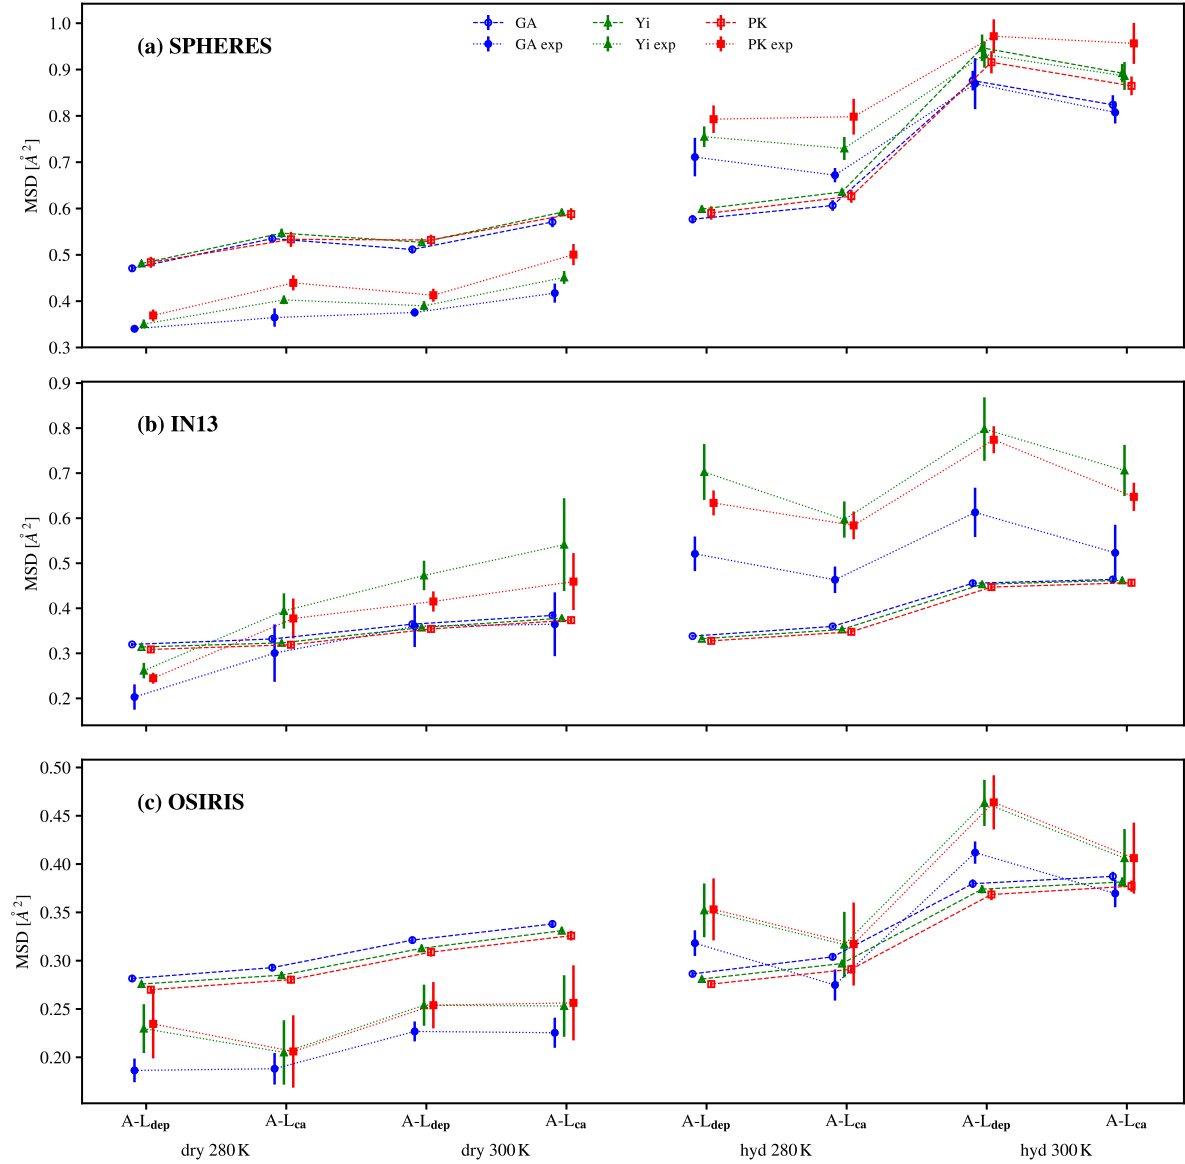 GA Yi PK
GA exp Yi exp PK exp
(a) SPHERES
MSD [Å²]
1.0
0.9
0.8
0.7
0.6
0.5
0.4
0.3
(b) IN13
MSD [Å²]
0.9
0.8
0.7
0.6
0.5
0.4
0.3
0.2
(c) OSIRIS
MSD [Å²]
0.50
0.45
0.40
0.35
0.30
0.25
0.20
A-Ldep A-Lca A-Ldep A-Lca A-Ldep A-Lca A-Ldep A-Lca
dry 280 K dry 300 K hyd 280 K hyd 300 K